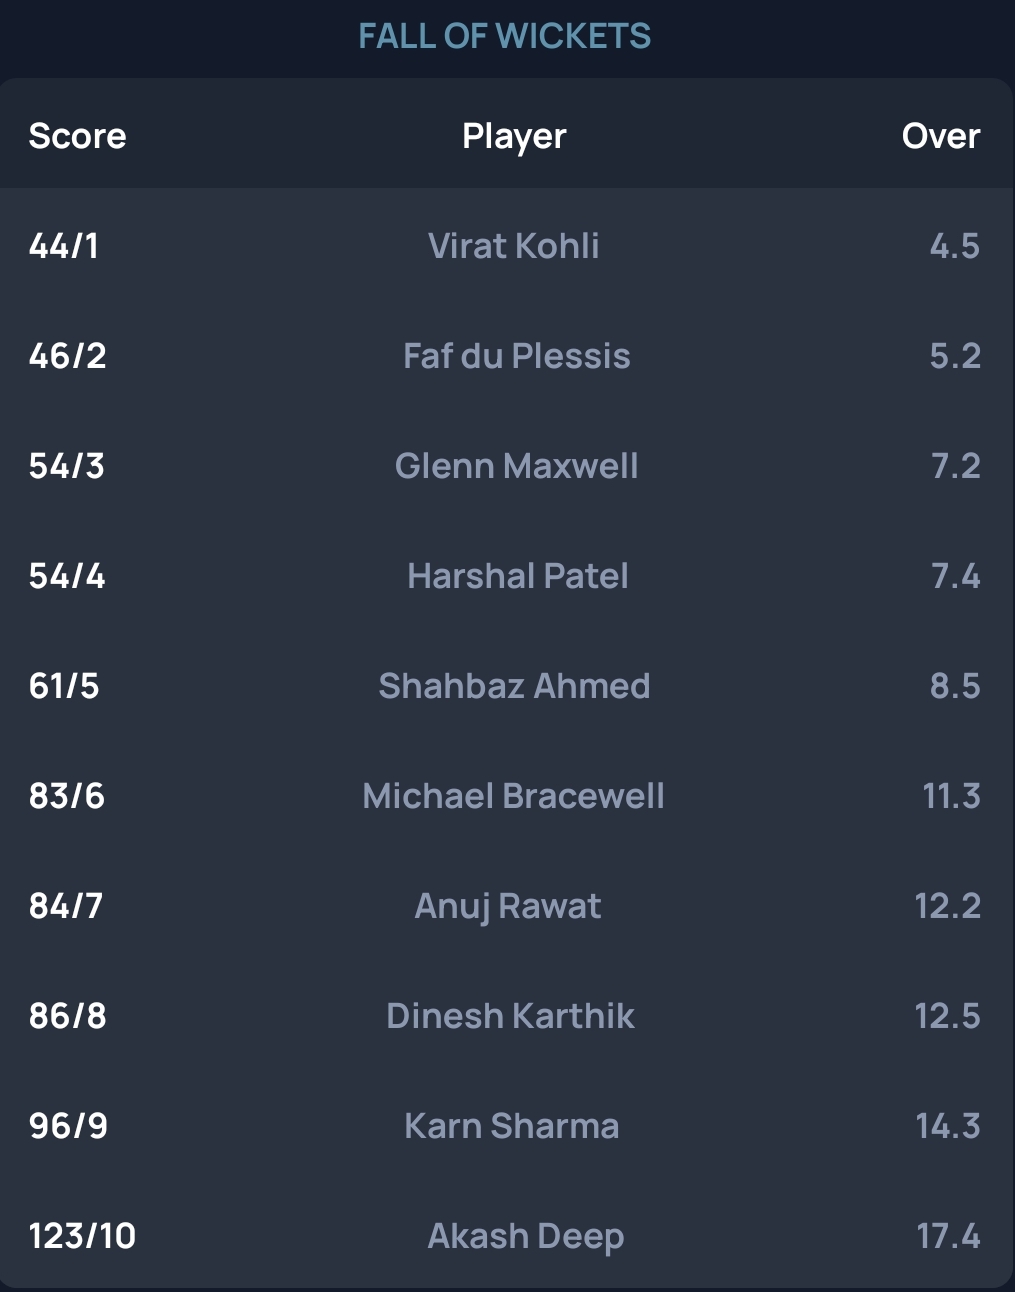 FALL OF WICKETS
Score Player Over
44/1 Virat Kohli 4.5
46/2 Faf du Plessis 5.2
54/3 Glenn Maxwell 7.2
54/4 Harshal Patel 7.4
61/5 Shahbaz Ahmed 8.5
83/6 Michael Bracewell 11.3
84/7 Anuj Rawat 12.2
86/8 Dinesh Karthik 12.5
96/9 Karn Sharma 14.3
123/10 Akash Deep 17.4